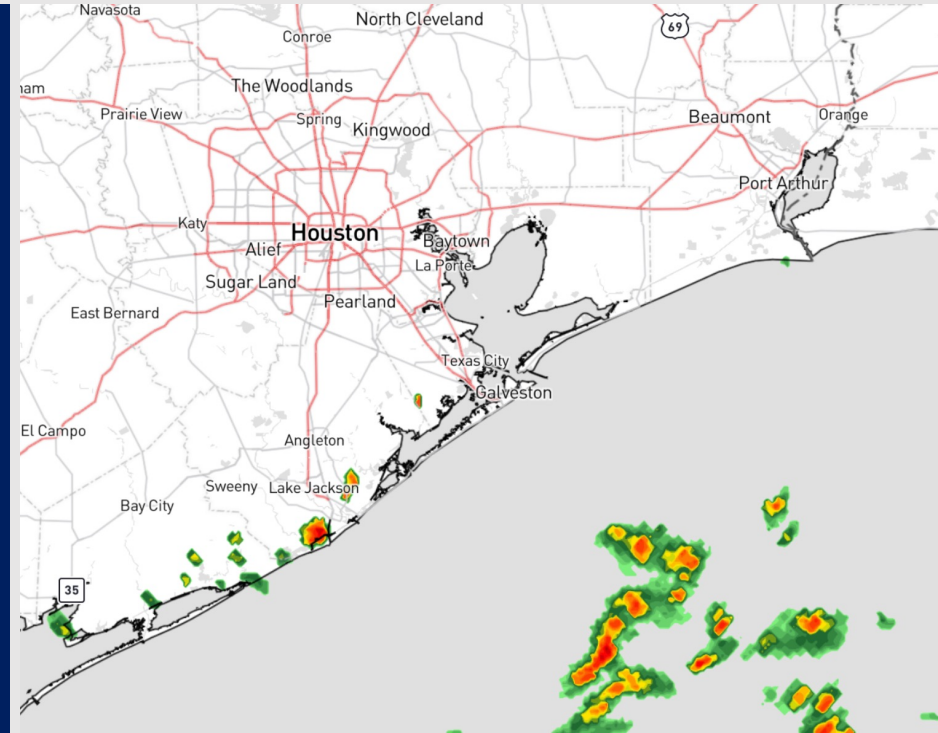 Navasota
North Cleveland
69
Conroe
The Woodlands
Prairie View
Spring
Kingwood
Beaumont
Orange
Port Arthur
Katy
Houston
Alief
Baytown
La Porte
Sugar Land
Pearland
East Bernard
Texas City
Galveston
El Campo
Angleton
Sweeny
Lake Jackson
Bay City
35